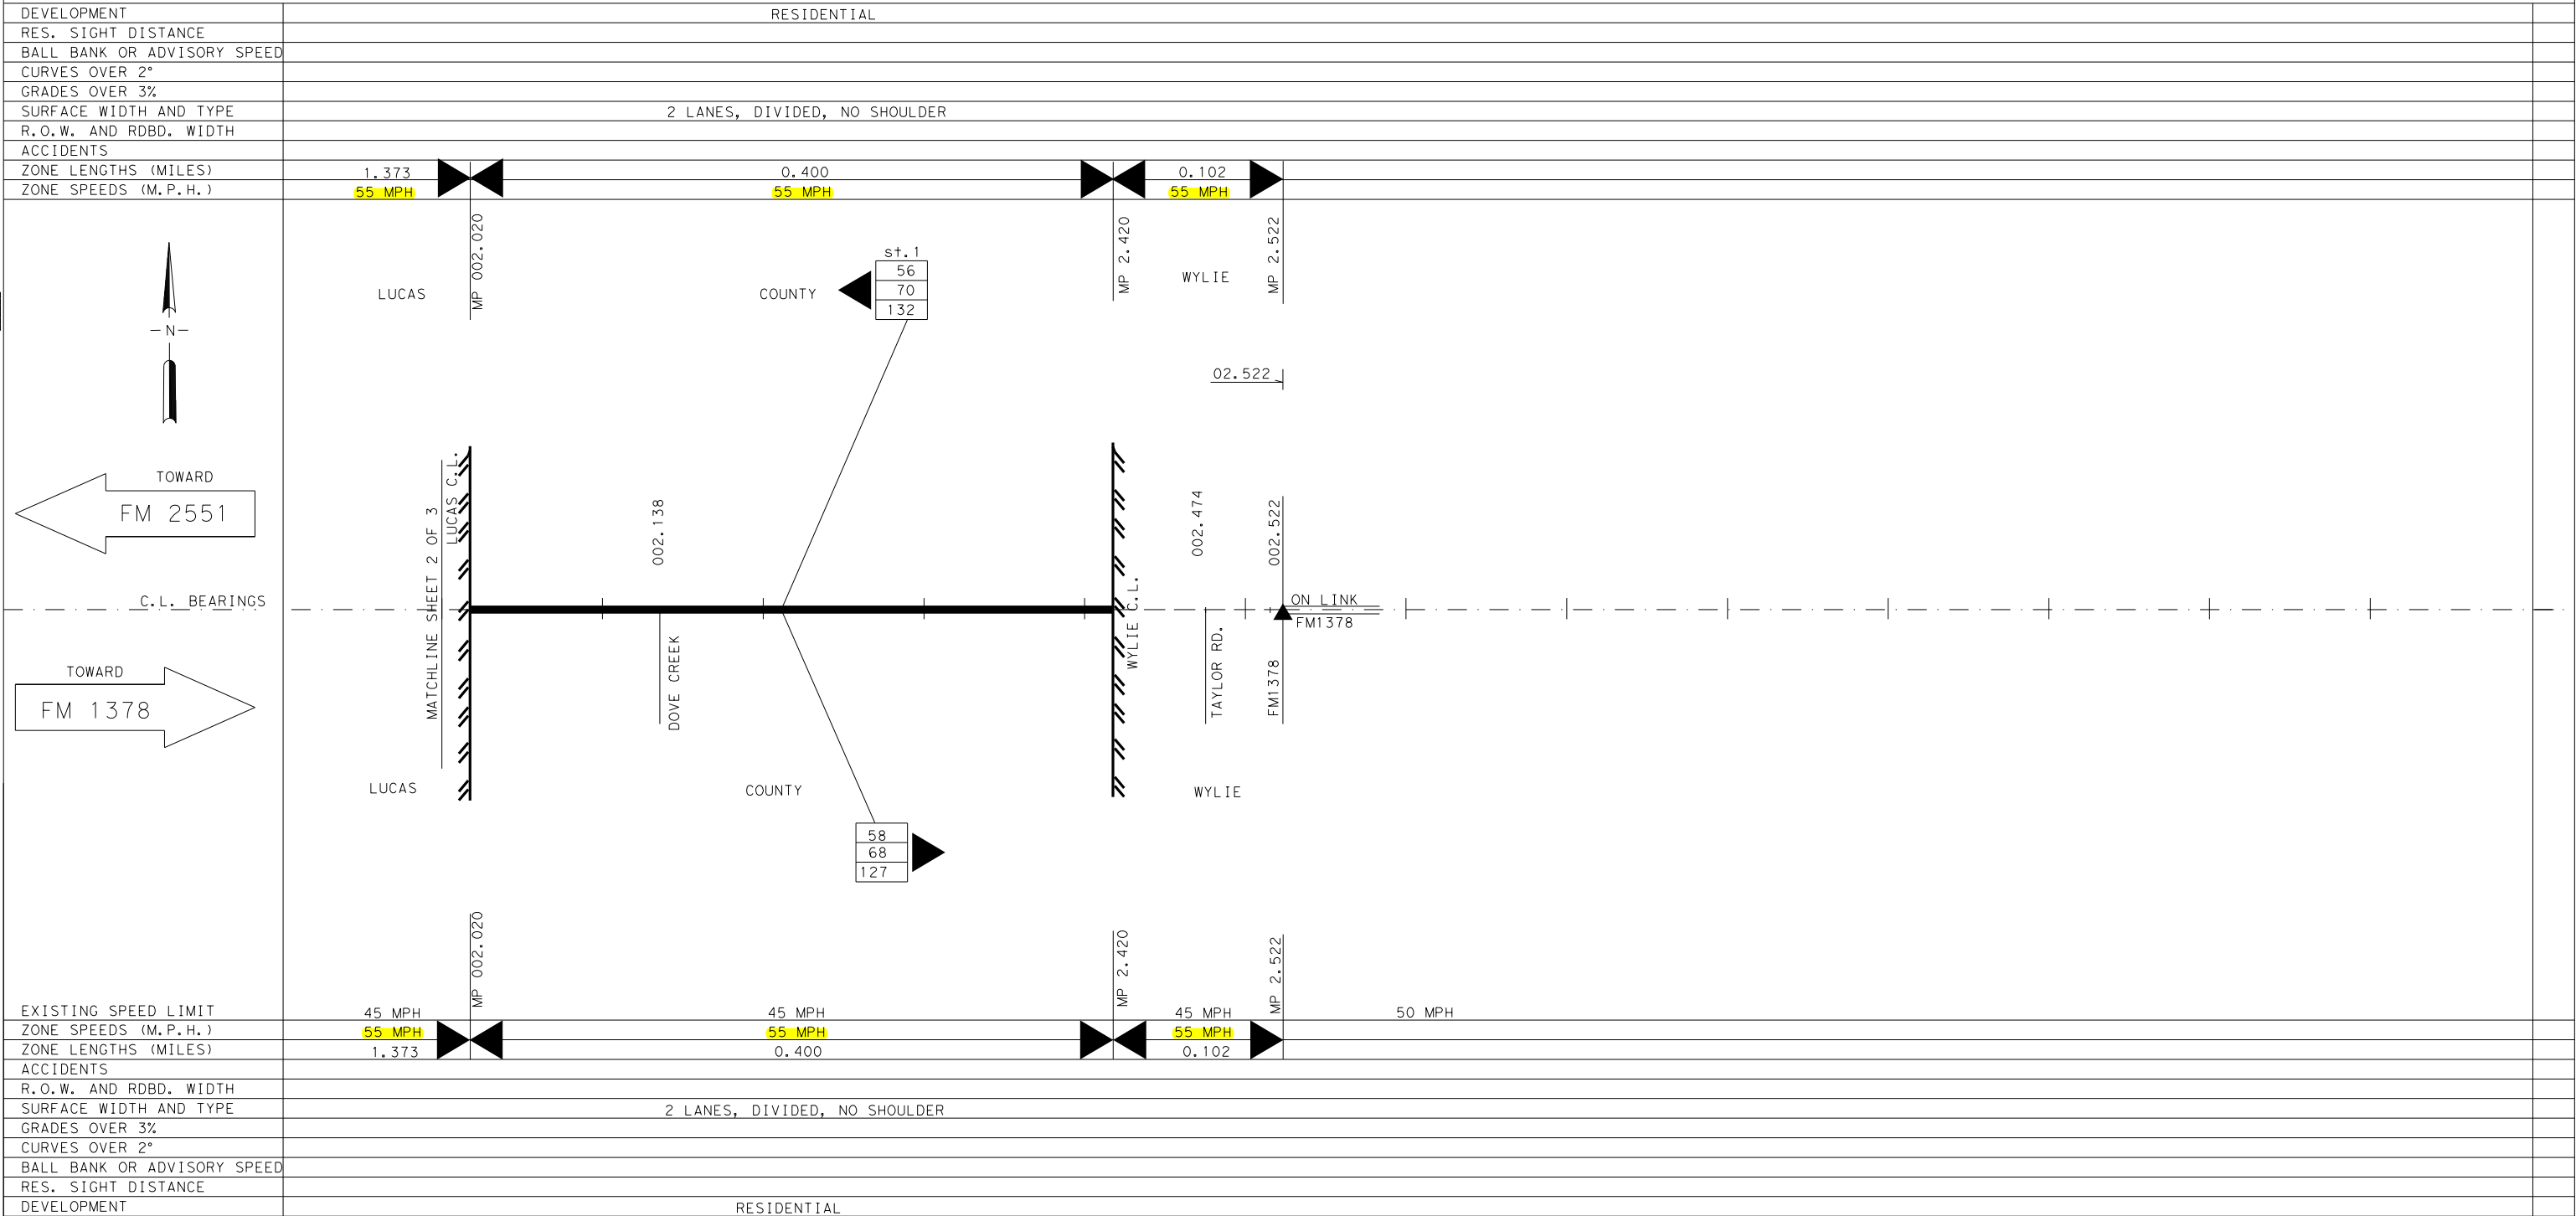 DEVELOPMENT RESIDENTIAL
RES. SIGHT DISTANCE
BALL BANK OR ADVISORY SPEED
CURVES OVER 2°
GRADES OVER 3%
SURFACE WIDTH AND TYPE 2 LANES, DIVIDED, NO SHOULDER
R.O.W. AND RDBD. WIDTH
ACCIDENTS
ZONE LENGTHS (MILES) 1.373 0.400 0.102
ZONE SPEEDS (M.P.H.) 55 MPH 55 MPH 55 MPH
MP 002.020
MP 2.420
MP 2.522
st.1
56
70
132
LUCAS
COUNTY
WYLIE
-N-
02.522
TOWARD
FM 2551
MATCHLINE SHEET 2 OF 3
LUCAS C.L.
002.138
002.474
002.522
C.L. BEARINGS
ON LINK
FM1378
WYLIE C.L.
DOVE CREEK
TAYLOR RD.
FM1378
TOWARD
FM 1378
LUCAS
COUNTY
WYLIE
58
68
127
MP 002.020
MP 2.420
MP 2.522
EXISTING SPEED LIMIT 45 MPH 45 MPH 45 MPH 50 MPH
ZONE SPEEDS (M.P.H.) 55 MPH 55 MPH 55 MPH
ZONE LENGTHS (MILES) 1.373 0.400 0.102
ACCIDENTS
R.O.W. AND RDBD. WIDTH
SURFACE WIDTH AND TYPE 2 LANES, DIVIDED, NO SHOULDER
GRADES OVER 3%
CURVES OVER 2°
BALL BANK OR ADVISORY SPEED
RES. SIGHT DISTANCE
DEVELOPMENT RESIDENTIAL